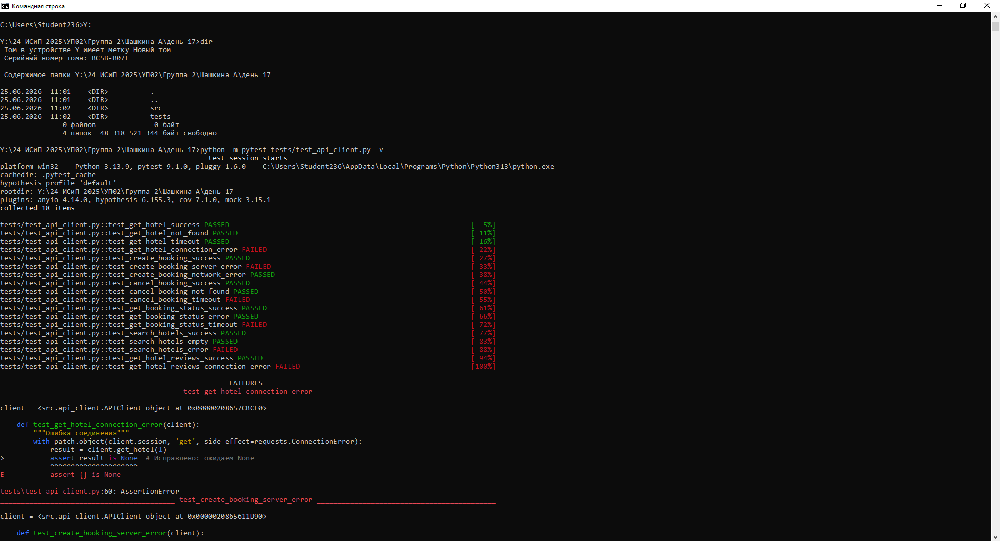 Командная строка
C:\Users\Student236>Y:
Y:\24 ИСиП 2025\УП02\Группа 2\Шашкина А\день 17>dir
Том в устройстве Y имеет метку Новый том
Серийный номер тома: BC5B-B07E
Содержимое папки Y:\24 ИСиП 2025\УП02\Группа 2\Шашкина А\день 17
25.06.2026  11:01    <DIR>          .
25.06.2026  11:01    <DIR>          ..
25.06.2026  11:02    <DIR>          src
25.06.2026  11:02    <DIR>          tests
0 файлов              0 байт
4 папок  48 318 521 344 байт свободно
Y:\24 ИСиП 2025\УП02\Группа 2\Шашкина А\день 17>python -m pytest tests/test_api_client.py -v
================================================= test session starts =================================================
platform win32 -- Python 3.13.9, pytest-9.1.0, pluggy-1.6.0 -- C:\Users\Student236\AppData\Local\Programs\Python\Python313\python.exe
cachedir: .pytest_cache
hypothesis profile 'default'
rootdir: Y:\24 ИСиП 2025\УП02\Группа 2\Шашкина А\день 17
plugins: anyio-4.14.0, hypothesis-6.155.3, cov-7.1.0, mock-3.15.1
collected 18 items
tests/test_api_client.py::test_get_hotel_success PASSED [  5%]
tests/test_api_client.py::test_get_hotel_not_found PASSED [ 11%]
tests/test_api_client.py::test_get_hotel_timeout PASSED [ 16%]
tests/test_api_client.py::test_get_hotel_connection_error FAILED [ 22%]
tests/test_api_client.py::test_create_booking_success PASSED [ 27%]
tests/test_api_client.py::test_create_booking_server_error FAILED [ 33%]
tests/test_api_client.py::test_create_booking_network_error PASSED [ 38%]
tests/test_api_client.py::test_cancel_booking_success PASSED [ 44%]
tests/test_api_client.py::test_cancel_booking_not_found PASSED [ 50%]
tests/test_api_client.py::test_cancel_booking_timeout FAILED [ 55%]
tests/test_api_client.py::test_get_booking_status_success PASSED [ 61%]
tests/test_api_client.py::test_get_booking_status_error PASSED [ 66%]
tests/test_api_client.py::test_get_booking_status_timeout FAILED [ 72%]
tests/test_api_client.py::test_search_hotels_success PASSED [ 77%]
tests/test_api_client.py::test_search_hotels_empty PASSED [ 83%]
tests/test_api_client.py::test_search_hotels_error FAILED [ 88%]
tests/test_api_client.py::test_get_hotel_reviews_success PASSED [ 94%]
tests/test_api_client.py::test_get_hotel_reviews_connection_error FAILED [100%]
====================================================== FAILURES =======================================================
___________________________________________ test_get_hotel_connection_error ___________________________________________
client = <src.api_client.APIClient object at 0x00000208657CBCE0>
def test_get_hotel_connection_error(client):
"""Ошибка соединения"""
with patch.object(client.session, 'get', side_effect=requests.ConnectionError):
result = client.get_hotel(1)
>           assert result is None  # Исправлено: ожидаем None
^^^^^^^^^^^^^^^^^^^^^
E           assert {} is None
tests\test_api_client.py:60: AssertionError
__________________________________________ test_create_booking_server_error ___________________________________________
client = <src.api_client.APIClient object at 0x0000020865611D90>
def test_create_booking_server_error(client):